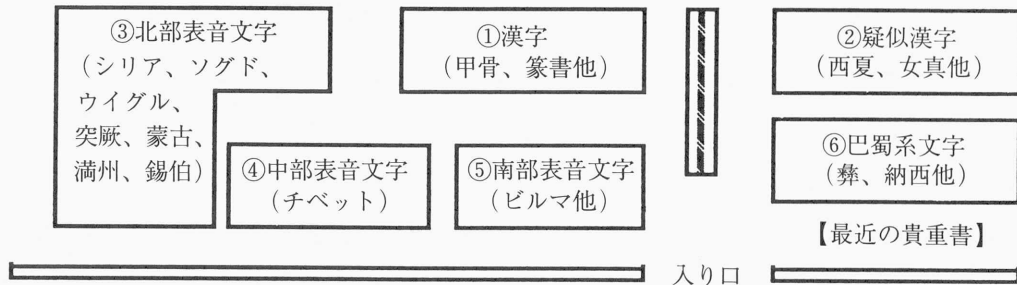 ③北部表音文字
(シリア、ソグド、
ウイグル、
突厥、蒙古、
満州、錫伯)
①漢字
(甲骨、篆書他)
②疑似漢字
(西夏、女真他)
④中部表音文字
(チベット)
⑤南部表音文字
(ビルマ他)
⑥巴蜀系文字
(彝、納西他)
【最近の貴重書】
入り口